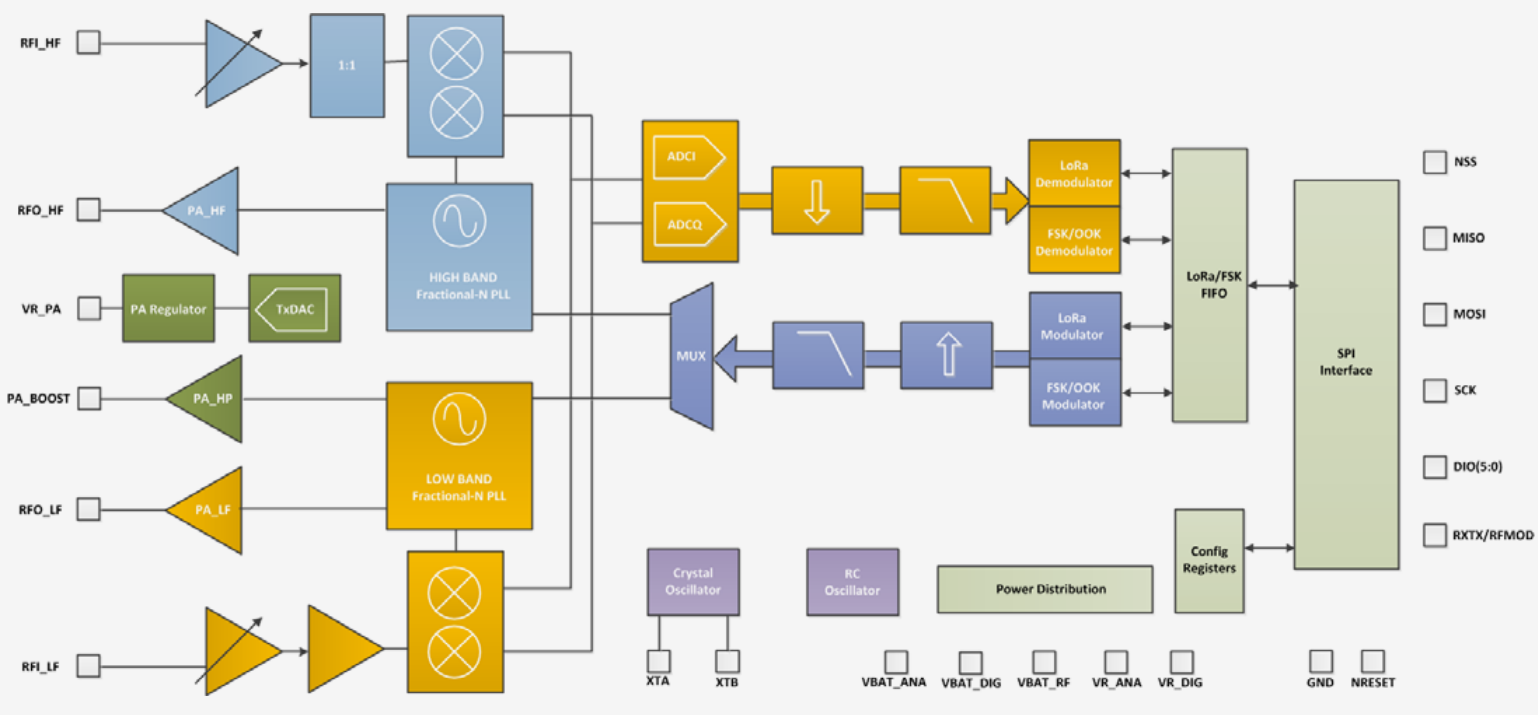 RFI_HF
1:1
RFO_HF
PA_HF
HIGH BAND
Fractional-N PLL
VR_PA
PA Regulator
TxDAC
PA_BOOST
PA_HP
LOW BAND
Fractional-N PLL
RFO_LF
PA_LF
RFI_LF
ADCI
ADCQ
MUX
LoRa
Demodulator
FSK/OOK
Demodulator
LoRa
Modulator
FSK/OOK
Modulator
LoRa/FSK
FIFO
SPI
Interface
Config
Registers
Crystal
Oscillator
RC
Oscillator
Power Distribution
XTA
XTB
VBAT_ANA
VBAT_DIG
VBAT_RF
VR_ANA
VR_DIG
GND
NRESET
NSS
MISO
MOSI
SCK
DIO(5:0)
RXTX/RFMOD